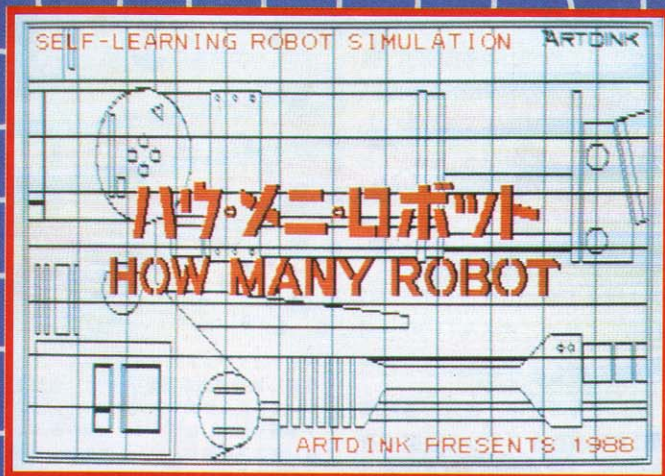 SELF-LEARNING ROBOT SIMULATION ARTDINK
ハウ・メニ・ロボット
HOW MANY ROBOT
ARTDINK PRESENTS 1988